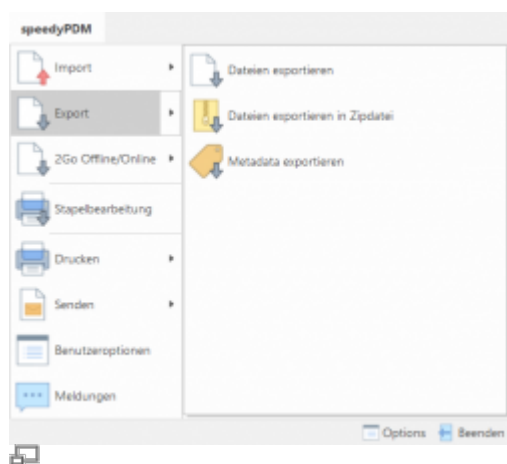 speedyPDM
Import
Export
2Go Offline/Online
Stapelbearbeitung
Drucken
Senden
Benutzeroptionen
Meldungen
Dateien exportieren
Dateien exportieren in Zipdatei
Metadata exportieren
Options
Beenden